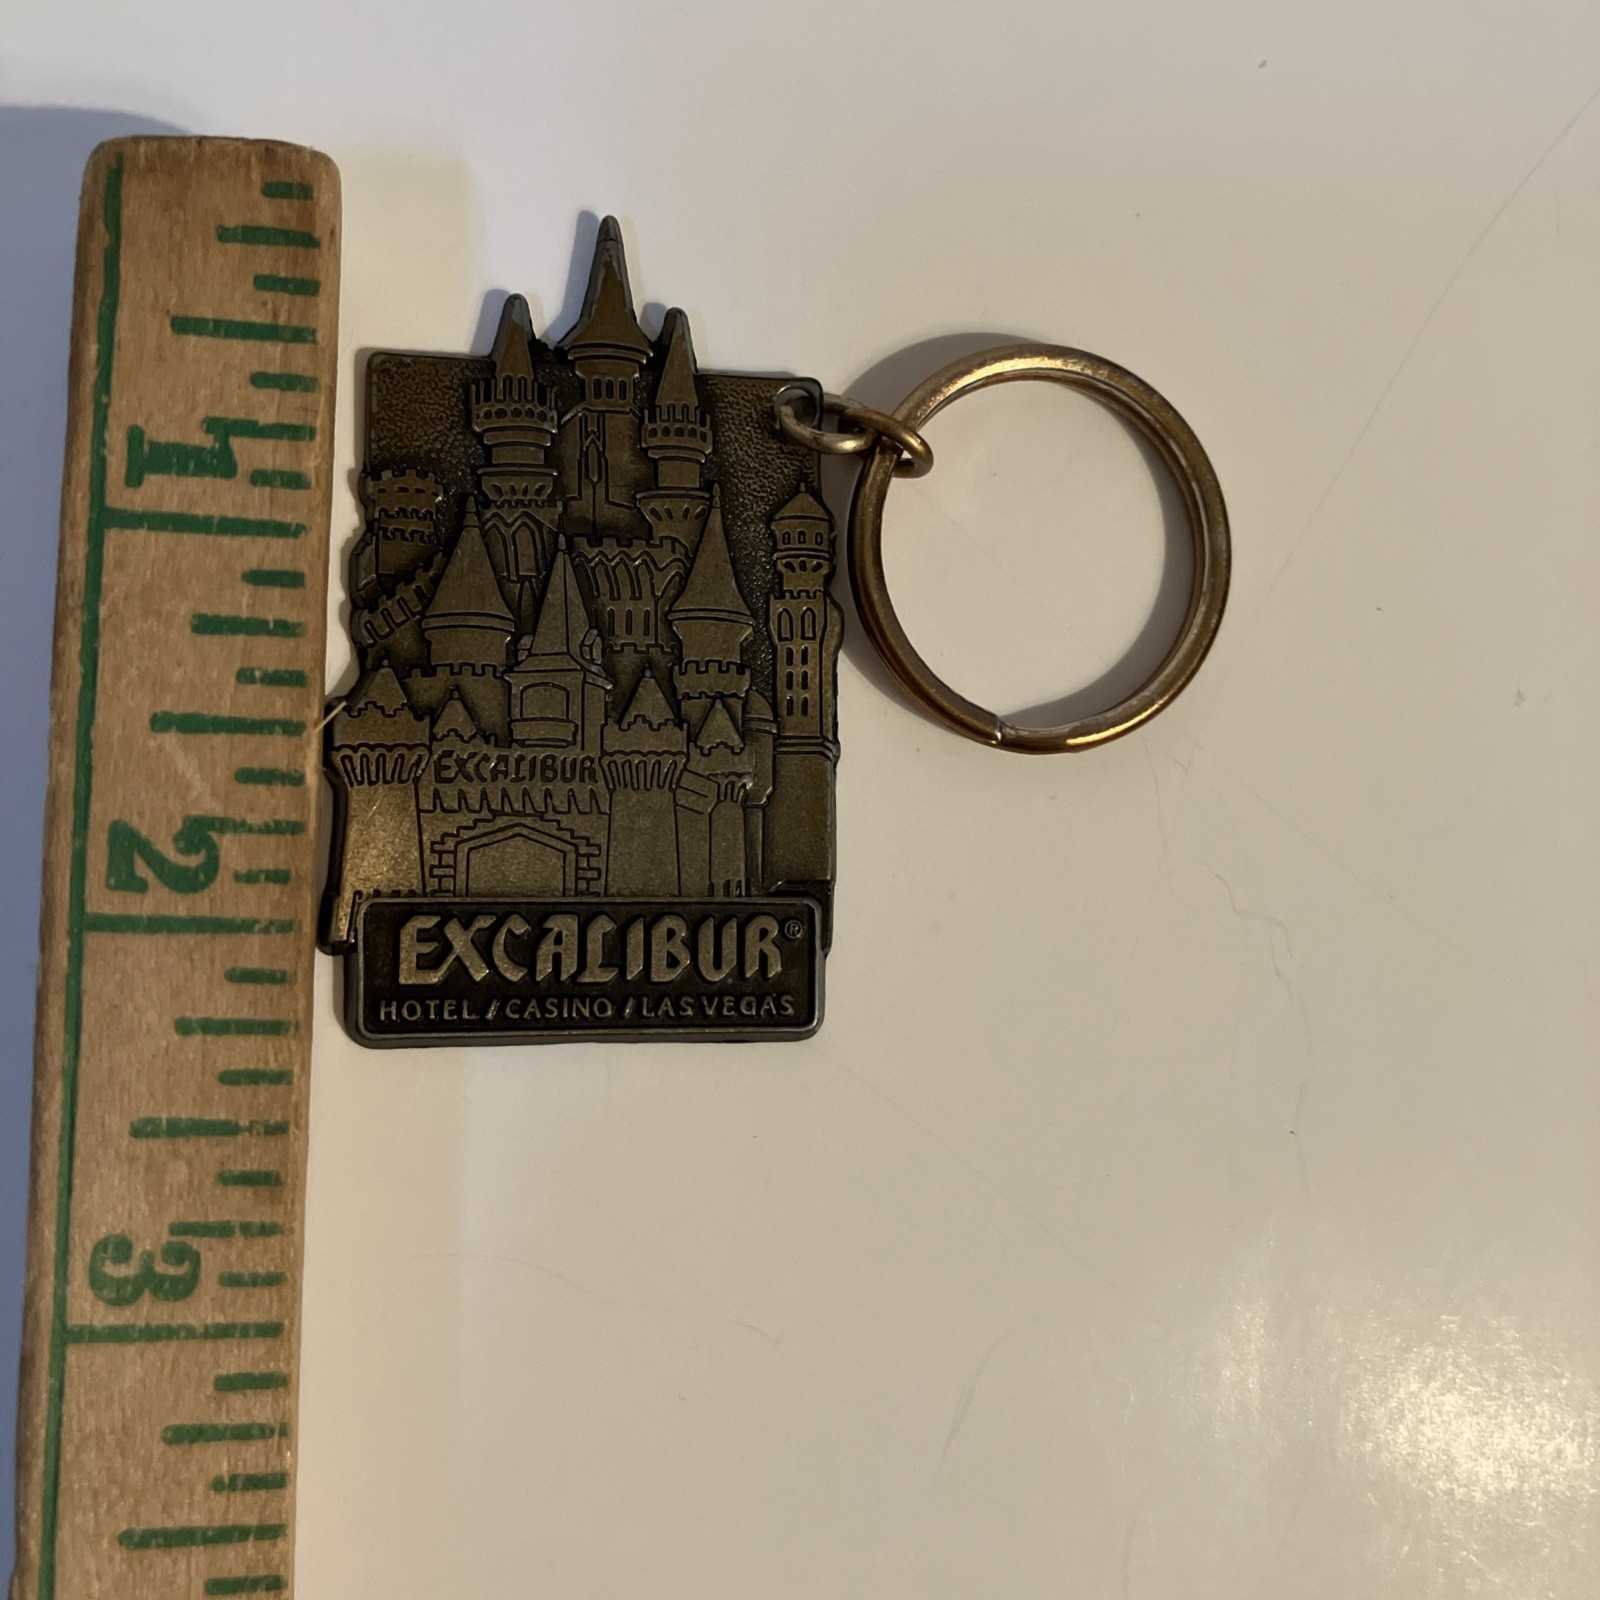 1
2
3
EXCALIBUR
EXCALIBUR®
HOTEL / CASINO / LAS VEGAS